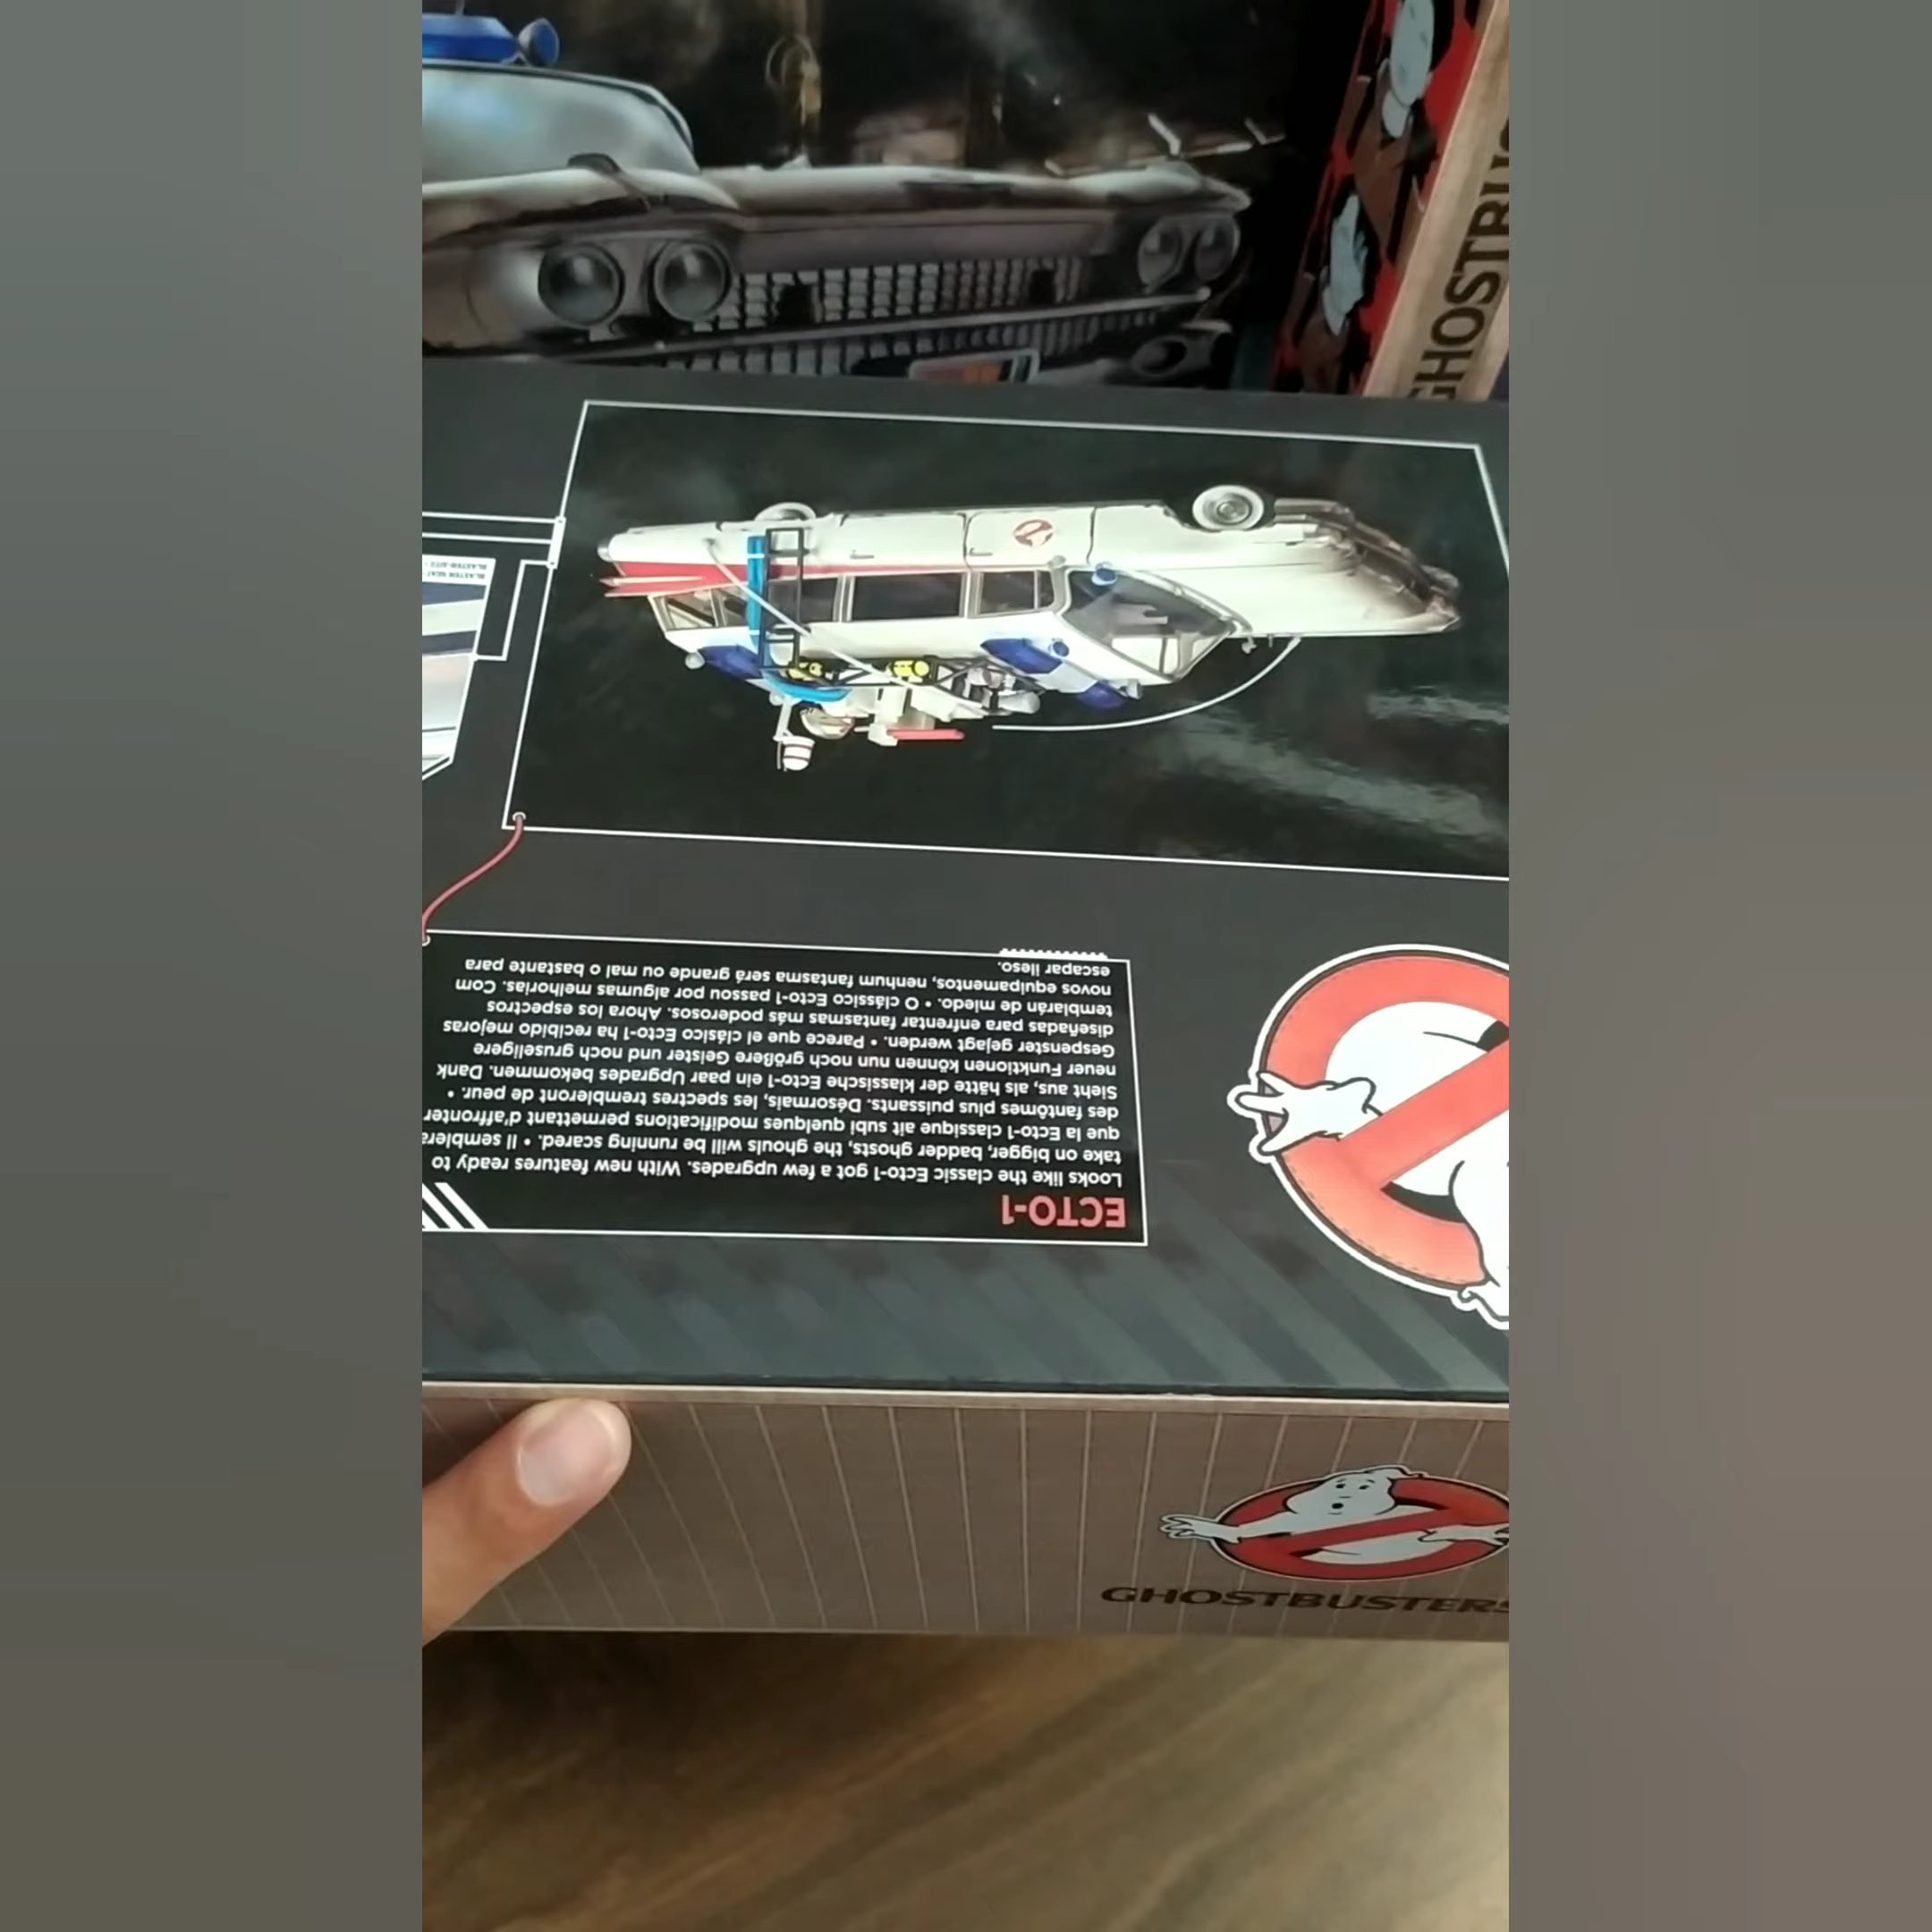 GHOSTBUS
BLASTER SEAT
ECTO-1
Looks like the classic Ecto-1 got a few upgrades. With new features ready to
take on bigger, badder ghosts, the ghouls will be running scared. • Il semblera
que la Ecto-1 classique ait subi quelques modifications permettant d'affronter
des fantômes plus puissants. Désormais, les spectres trembleront de peur. •
Sieht aus, als hätte der klassische Ecto-1 ein paar Upgrades bekommen. Dank
neuer Funktionen können nun noch größere Geister und noch gruseligere
Gespenster gejagt werden. • Parece que el clásico Ecto-1 ha recibido mejoras
diseñadas para enfrentar fantasmas más poderosos. Ahora los espectros
temblarán de miedo. • O clássico Ecto-1 passou por algumas melhorias. Com
novos equipamentos, nenhum fantasma será grande ou mal o bastante para
escapar ileso.
GHOSTBUSTERS